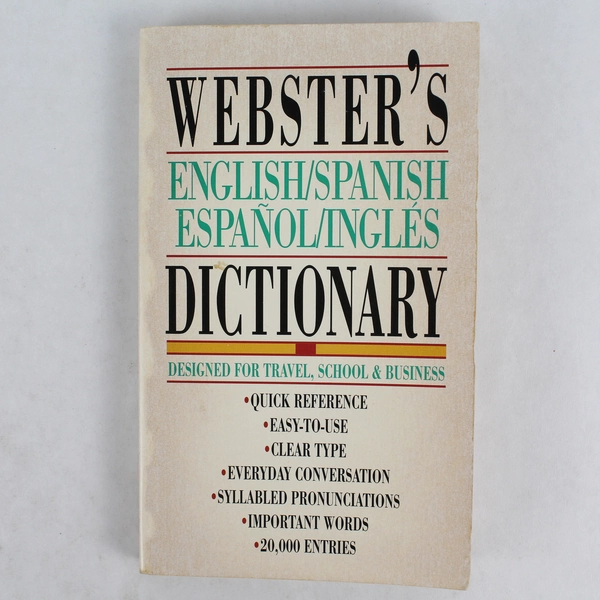 WEBSTER'S
ENGLISH/SPANISH
ESPAÑOL/INGLÉS
DICTIONARY
DESIGNED FOR TRAVEL, SCHOOL & BUSINESS
•QUICK REFERENCE
•EASY-TO-USE
•CLEAR TYPE
•EVERYDAY CONVERSATION
•SYLLABLED PRONUNCIATIONS
•IMPORTANT WORDS
•20,000 ENTRIES